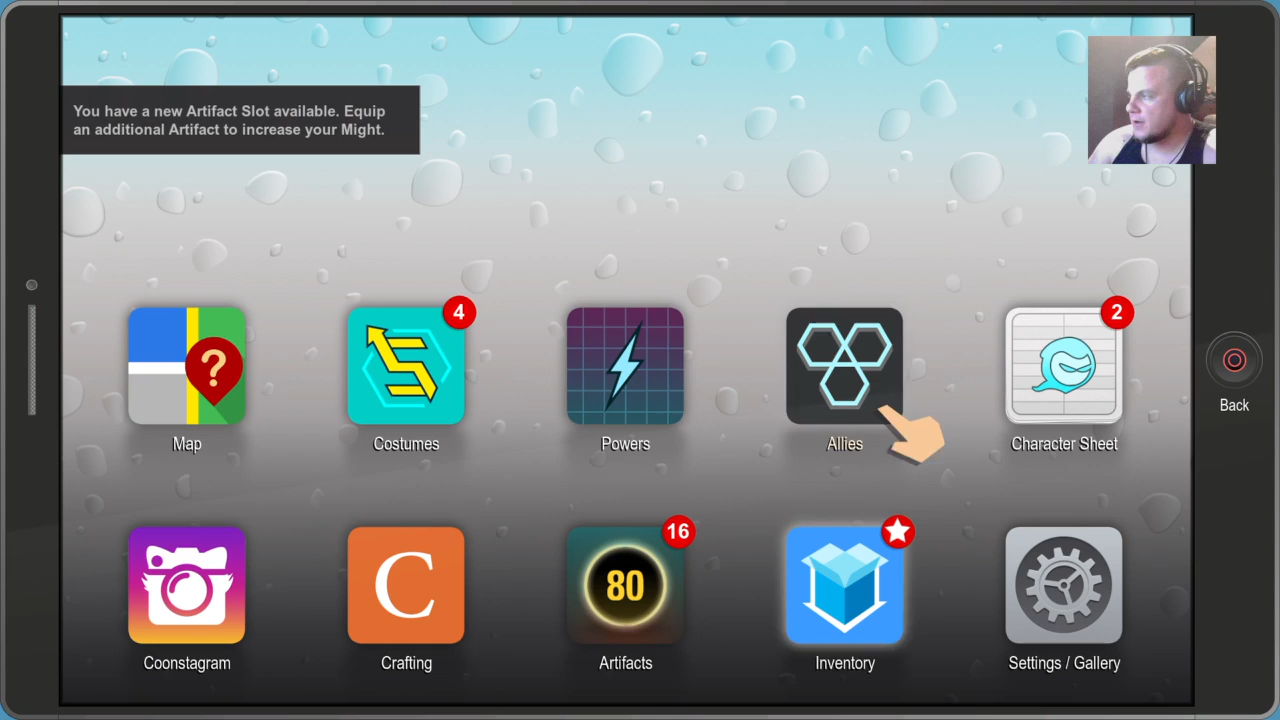 You have a new Artifact Slot available. Equip
an additional Artifact to increase your Might.
4
2
Back
Map
Costumes
Powers
Allies
Character Sheet
16
C
80
Coonstagram
Crafting
Artifacts
Inventory
Settings / Gallery